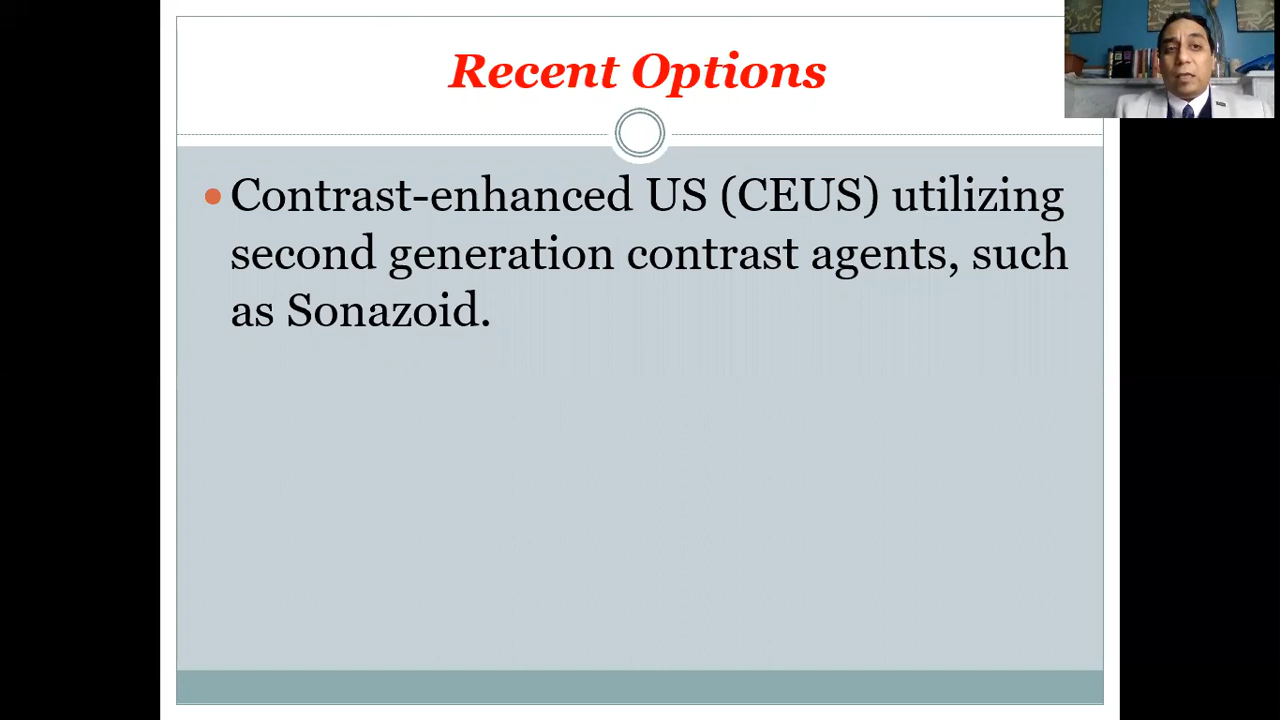 Recent Options
Contrast-enhanced US (CEUS) utilizing
second generation contrast agents, such
as Sonazoid.